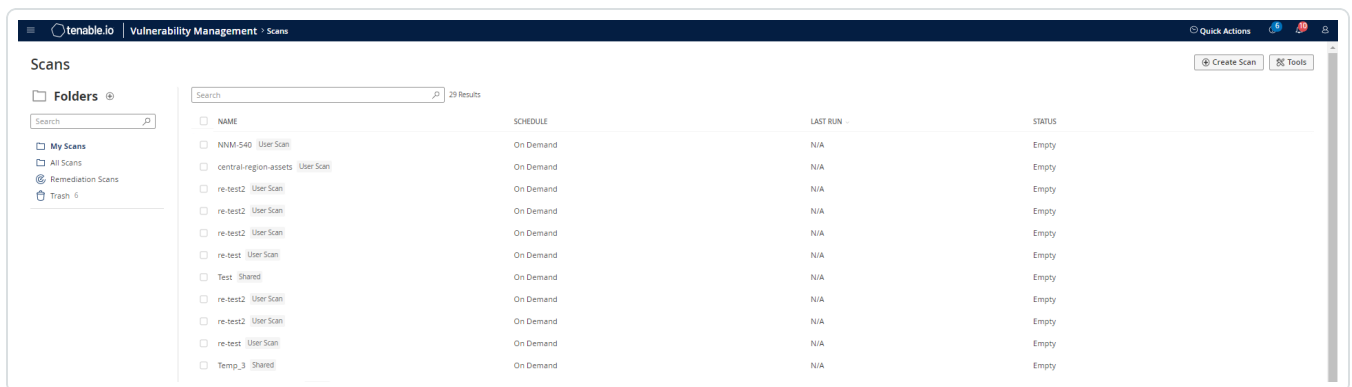 tenable.io Vulnerability Management > Scans Quick Actions 6 10
Scans Create Scan Tools
Folders
Search
My Scans
All Scans
Remediation Scans
Trash 6
Search 29 Results
NAME SCHEDULE LAST RUN STATUS
NNM-540 User Scan On Demand N/A Empty
central-region-assets User Scan On Demand N/A Empty
re-test2 User Scan On Demand N/A Empty
re-test2 User Scan On Demand N/A Empty
re-test2 User Scan On Demand N/A Empty
re-test User Scan On Demand N/A Empty
Test Shared On Demand N/A Empty
re-test2 User Scan On Demand N/A Empty
re-test2 User Scan On Demand N/A Empty
re-test User Scan On Demand N/A Empty
Temp_3 Shared On Demand N/A Empty